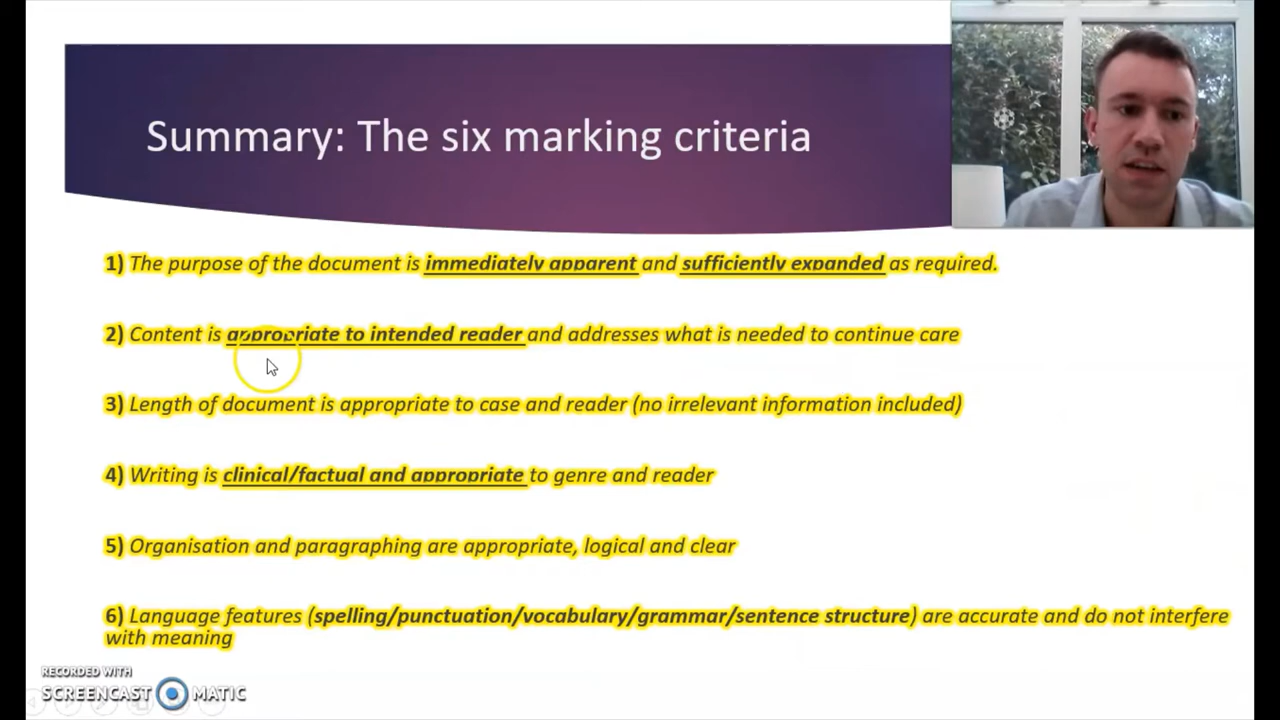 Summary: The six marking criteria
1) The purpose of the document is immediately apparent and sufficiently expanded as required.
2) Content is appropriate to intended reader and addresses what is needed to continue care
3) Length of document is appropriate to case and reader (no irrelevant information included)
4) Writing is clinical/factual and appropriate to genre and reader
5) Organisation and paragraphing are appropriate, logical and clear
6) Language features (spelling/punctuation/vocabulary/grammar/sentence structure) are accurate and do not interfere
with meaning
RECORDED WITH
SCREENCAST MATIC